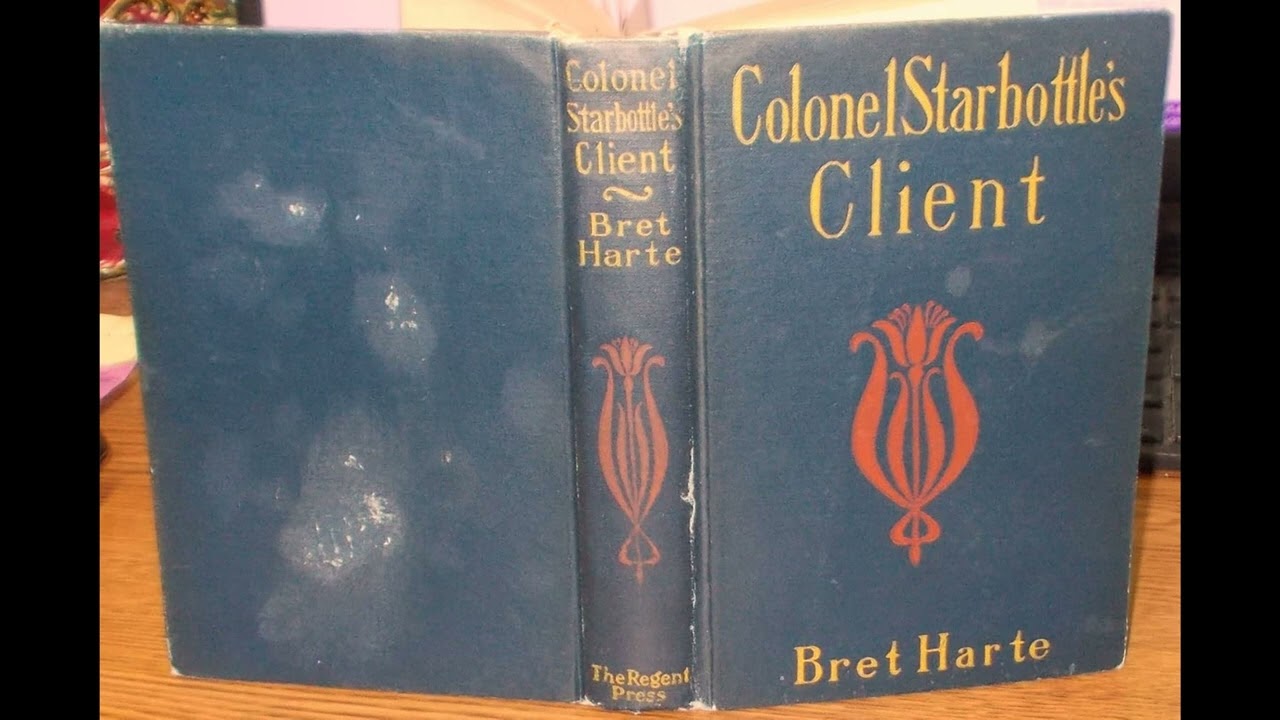 Colonel
Starbottle's
Client
Bret
Harte
The Regent
Press
Colonel Starbottle's
Client
Bret Harte